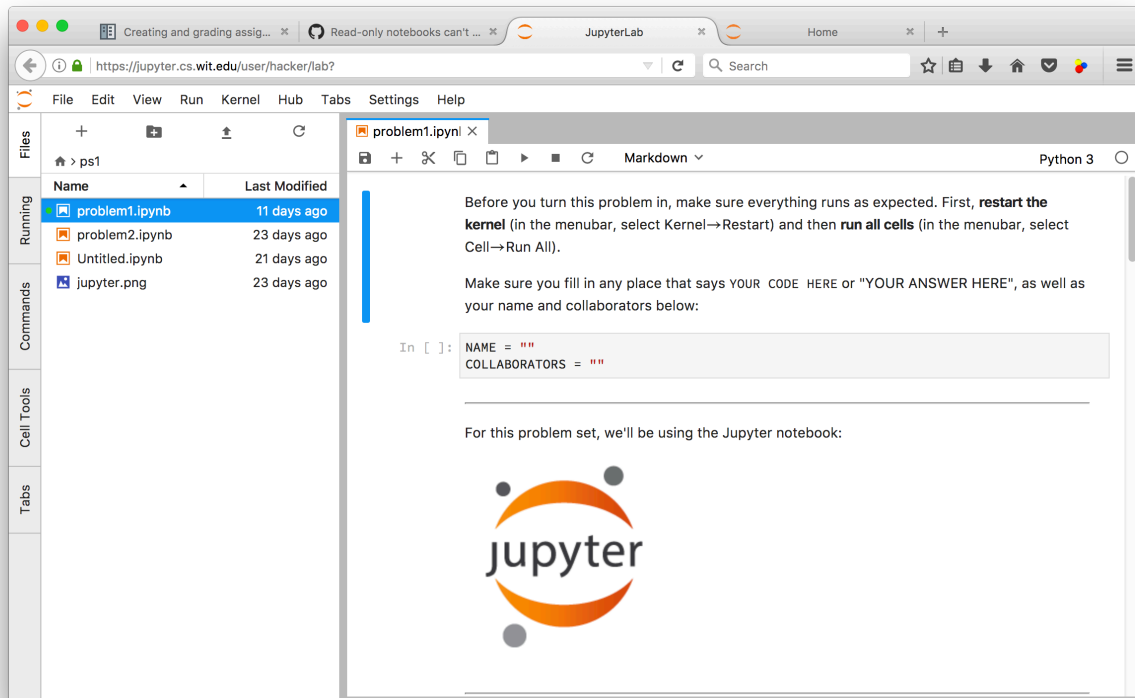 Creating and grading assig...
Read-only notebooks can't ...
JupyterLab
Home
https://jupyter.cs.wit.edu/user/hacker/lab?
Search
File Edit View Run Kernel Hub Tabs Settings Help
Files
Running
Commands
Cell Tools
Tabs
ps1
Name Last Modified
problem1.ipynb 11 days ago
problem2.ipynb 23 days ago
Untitled.ipynb 21 days ago
jupyter.png 23 days ago
problem1.ipynl
Markdown
Python 3
Before you turn this problem in, make sure everything runs as expected. First, restart the
kernel (in the menubar, select Kernel→Restart) and then run all cells (in the menubar, select
Cell→Run All).
Make sure you fill in any place that says YOUR CODE HERE or "YOUR ANSWER HERE", as well as
your name and collaborators below:
In [ ]:
NAME = ""
COLLABORATORS = ""
For this problem set, we'll be using the Jupyter notebook:
jupyter